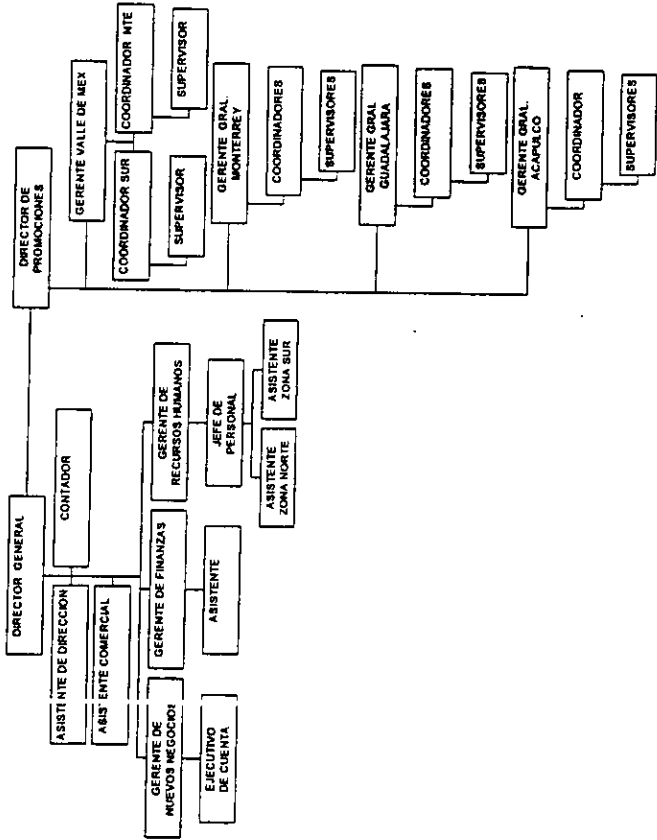 DIRECTOR GENERAL
DIRECTOR DE
PROMOCIONES
ASISTENTE DE DIRECCION
CONTADOR
ASISTENTE COMERCIAL
GERENTE DE
NUEVOS NEGOCIOS
GERENTE DE FINANZAS
GERENTE DE
RECURSOS HUMANOS
EJECUTIVO
DE CUENTA
ASISTENTE
JEFE DE
PERSONAL
ASISTENTE
ZONA NORTE
ASISTENTE
ZONA SUR
GERENTE VALLE DE MEX
COORDINADOR SUR
COORDINADOR MTE
SUPERVISOR
SUPERVISOR
GERENTE GRAL.
MONTERREY
COORDINADORES
SUPERVISORES
GERENTE GRAL
GUADALAJARA
COORDINADORES
SUPERVISORES
GERENTE GRAL.
ACAPULCO
COORDINADOR
SUPERVISORES